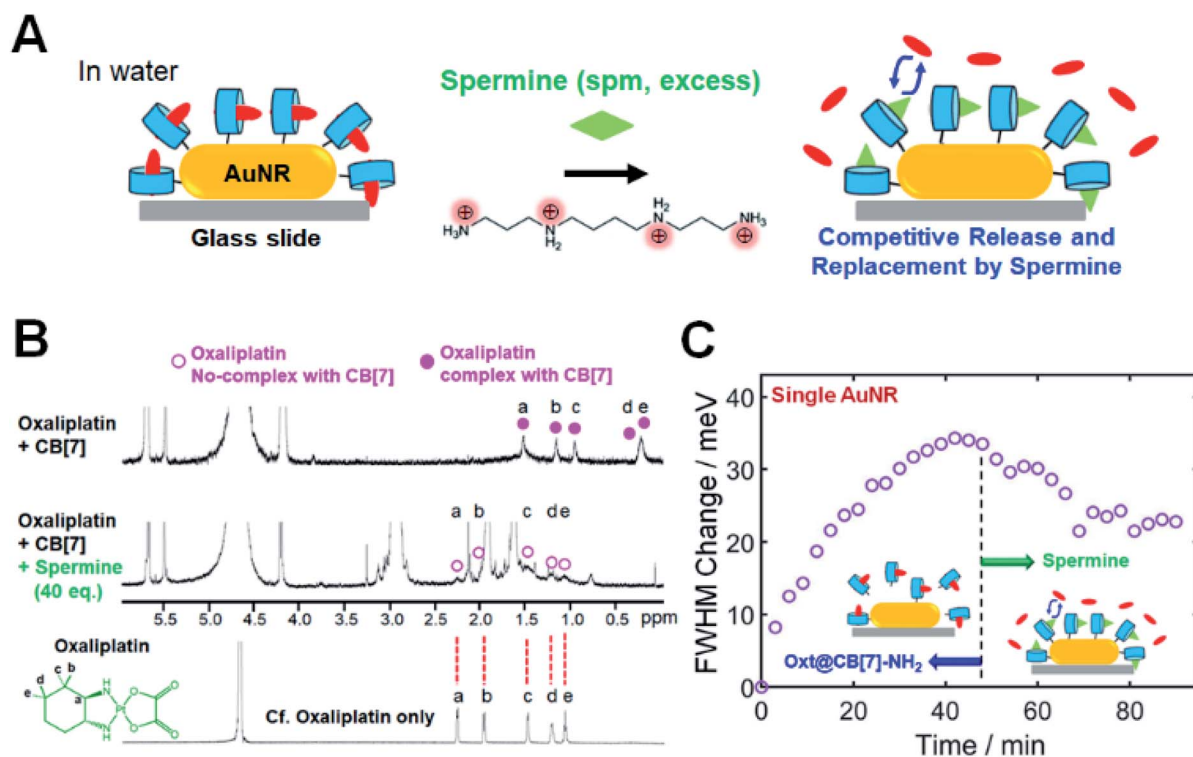 A
In water
AuNR
Glass slide
Spermine (spm, excess)
H₃N
N
H₂
H₂
N
NH₃
Competitive Release and
Replacement by Spermine
B
Oxaliplatin
No-complex with CB[7]
Oxaliplatin
complex with CB[7]
Oxaliplatin
+ CB[7]
a b c d e
Oxaliplatin
+ CB[7]
+ Spermine
(40 eq.)
a b c d e
5.5 5.0 4.5 4.0 3.5 3.0 2.5 2.0 1.5 1.0 0.5 ppm
Oxaliplatin
a b c d e
H
N
Pt
N
H
O
O
O
O
Cf. Oxaliplatin only
a b c d e
C
Single AuNR
FWHM Change / meV
40
30
20
10
0
Spermine
Oxt@CB[7]-NH₂
0 20 40 60 80
Time / min